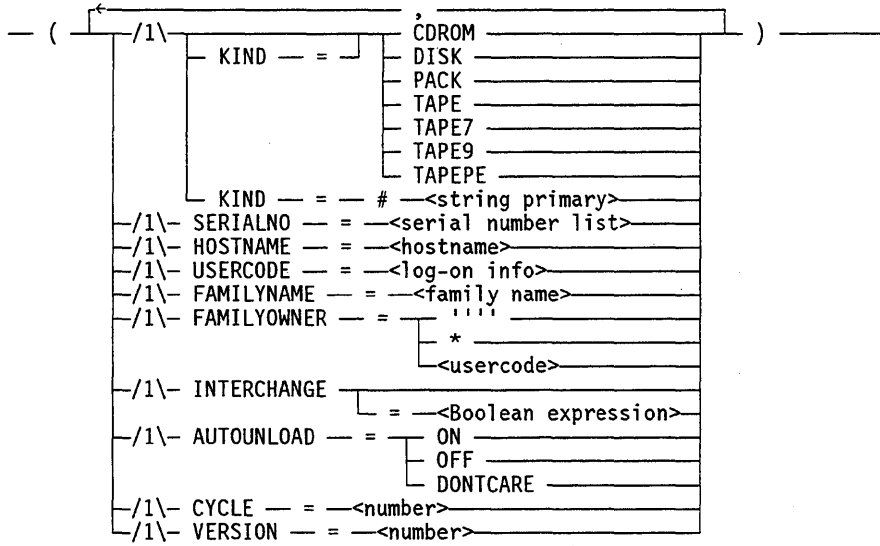 ,
— ( /1\ CDROM ) —
KIND — = DISK
PACK
TAPE
TAPE7
TAPE9
TAPEPE
KIND — = — # —<string primary>
/1\— SERIALNO — = —<serial number list>
/1\— HOSTNAME — = —<hostname>
/1\— USERCODE — = —<log-on info>
/1\— FAMILYNAME — = —<family name>
/1\— FAMILYOWNER — = ''''
*
<usercode>
/1\— INTERCHANGE
= —<Boolean expression>
/1\— AUTOUNLOAD — = ON
OFF
DONTCARE
/1\— CYCLE — = —<number>
/1\— VERSION — = —<number>